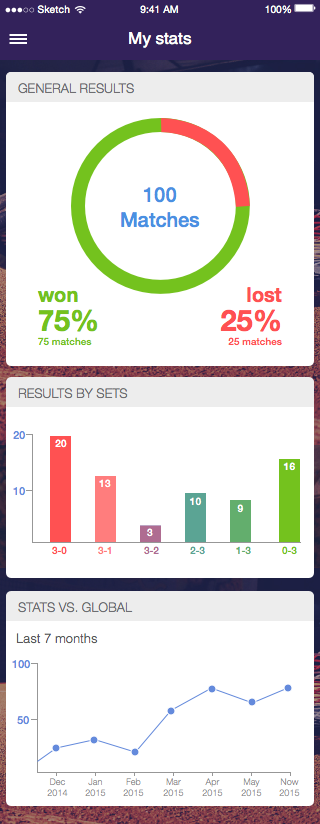 Sketch 9:41 AM 100%
My stats
GENERAL RESULTS
100
Matches
won lost
75% 25%
75 matches 25 matches
RESULTS BY SETS
20
10
20 13 3 10 9 16
3-0 3-1 3-2 2-3 1-3 0-3
STATS VS. GLOBAL
Last 7 months
100
50
Dec Jan Feb Mar Apr May Now
2014 2015 2015 2015 2015 2015 2015